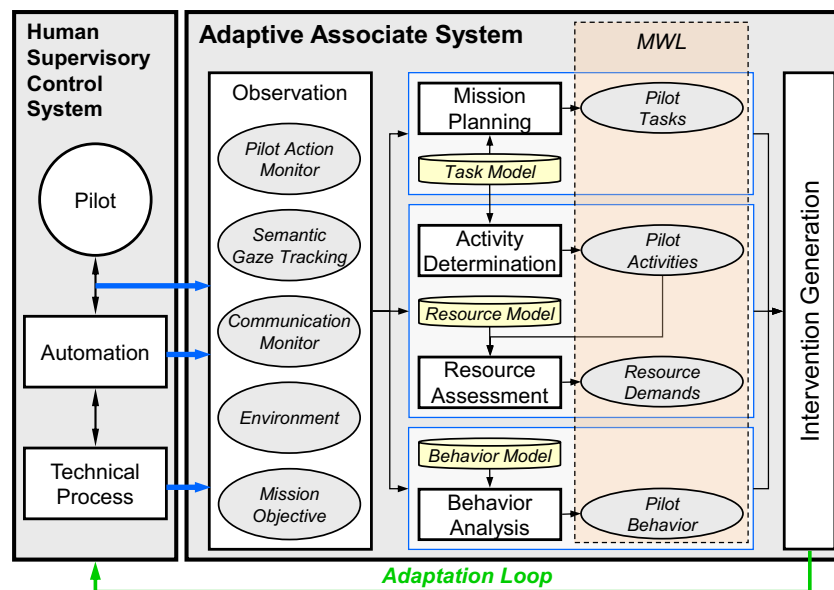 Human
Supervisory
Control
System
Pilot
Automation
Technical
Process
Adaptive Associate System
Observation
Pilot Action
Monitor
Semantic
Gaze Tracking
Communication
Monitor
Environment
Mission
Objective
MWL
Mission
Planning
Pilot
Tasks
Task Model
Activity
Determination
Pilot
Activities
Resource Model
Resource
Assessment
Resource
Demands
Behavior Model
Behavior
Analysis
Pilot
Behavior
Intervention Generation
Adaptation Loop